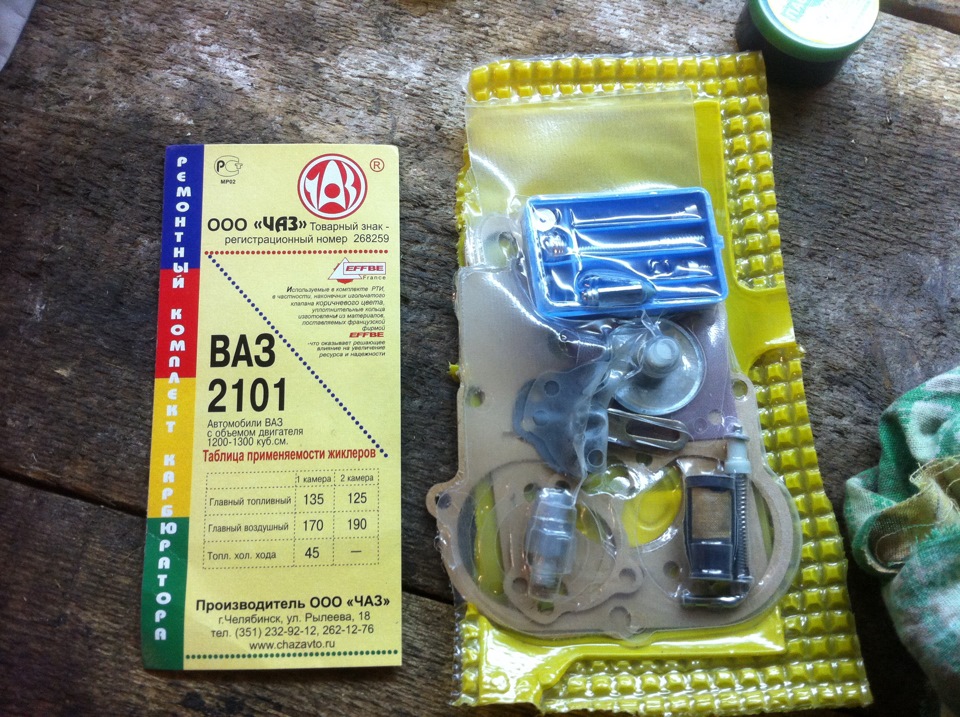 РЕМОНТНЫЙ КОМПЛЕКТ КАРБЮРАТОРА
РС
МР02
ЧАЗ ®
ООО «ЧАЗ» Товарный знак -
регистрационный номер 268259
EFFBE
France
Используемые в комплекте РТИ,
в частности, наконечник игольчатого
клапана коричневого цвета,
уплотнительные кольца
изготовлены из материалов,
поставляемых французской
фирмой
EFFBE
что оказывает решающее
влияние на увеличение
ресурса и надежности
ВАЗ
2101
Автомобили ВАЗ
с объемом двигателя
1200-1300 куб.см.
Таблица применяемости жиклеров
1 камера 2 камера
Главный топливный 135 125
Главный воздушный 170 190
Топл. хол. хода 45 —
Производитель ООО «ЧАЗ»
г.Челябинск, ул. Рылеева, 18
тел. (351) 232-92-12, 262-12-76
www.chazavto.ru